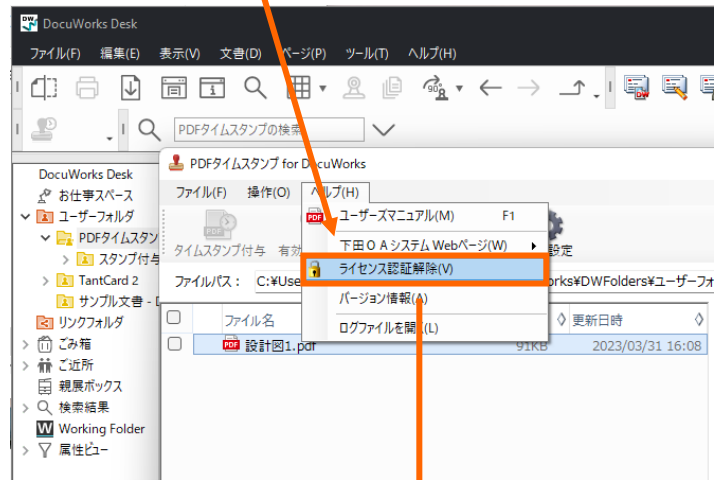 DocuWorks Desk
ファイル(F) 編集(E) 表示(V) 文書(D) ページ(P) ツール(T) ヘルプ(H)
PDFタイムスタンプの検索
DocuWorks Desk
お仕事スペース
ユーザーフォルダ
PDFタイムスタン
スタンプ付与
TantCard 2
サンプル文書 - D
リンクフォルダ
ごみ箱
ご近所
親展ボックス
検索結果
Working Folder
属性ビュー
PDFタイムスタンプ for DocuWorks
ファイル(F) 操作(O) ヘルプ(H)
タイムスタンプ付与 有効 設定
ユーザーズマニュアル(M) F1
下田OAシステム Webページ(W)
ライセンス認証解除(V)
バージョン情報(A)
ログファイルを開く(L)
ファイルパス: C:¥Use orks¥DWFolders¥ユーザーフォ
ファイル名 更新日時
設計図1.pdf 91KB 2023/03/31 16:08